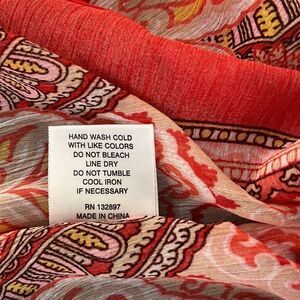 HAND WASH COLD
WITH LIKE COLORS
DO NOT BLEACH
LINE DRY
DO NOT TUMBLE
COOL IRON
IF NECESSARY
RN 132897
MADE IN CHINA